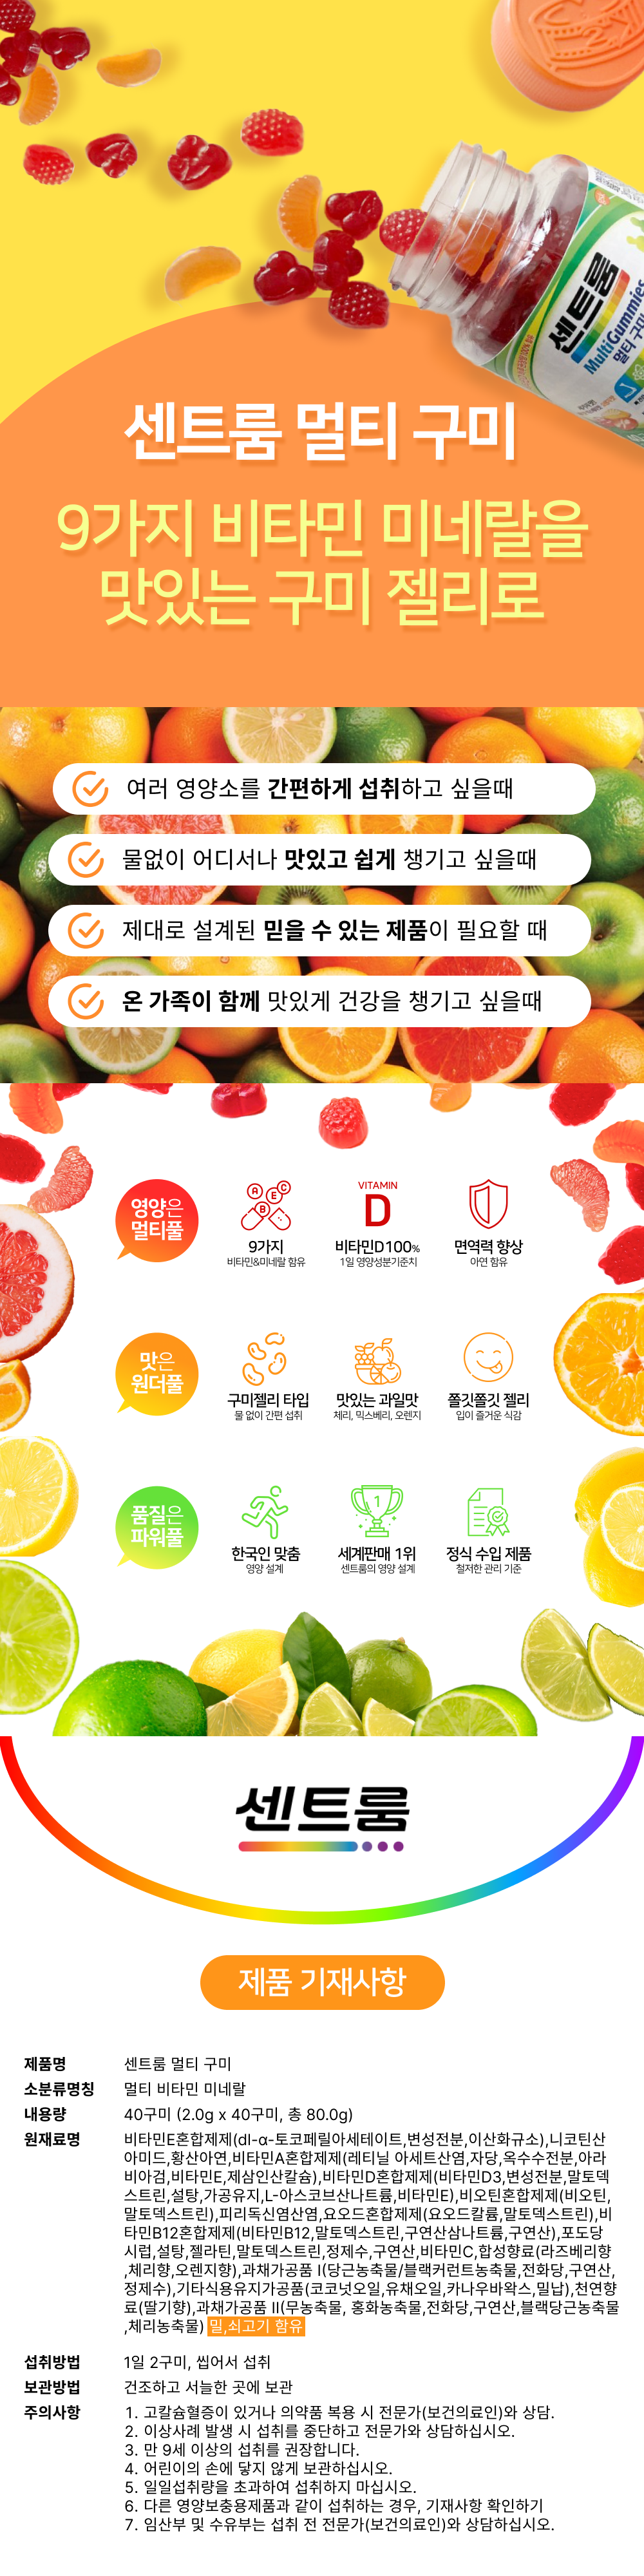 센트룸
MultiGummies
멀티 구미
센트룸 멀티 구미
9가지 비타민 미네랄을
맛있는 구미 젤리로
여러 영양소를 간편하게 섭취하고 싶을때
물없이 어디서나 맛있고 쉽게 챙기고 싶을때
제대로 설계된 믿을 수 있는 제품이 필요할 때
온 가족이 함께 맛있게 건강을 챙기고 싶을때
영양은
멀티풀
A B E C
9가지
비타민&미네랄 함유
VITAMIN
D
비타민D100%
1일 영양성분기준치
면역력 향상
아연 함유
맛은
원더풀
구미젤리 타입
물 없이 간편 섭취
맛있는 과일맛
체리, 믹스베리, 오렌지
쫄깃쫄깃 젤리
입이 즐거운 식감
품질은
파워풀
한국인 맞춤
영양 설계
1
세계판매 1위
센트룸의 영양 설계
정식 수입 제품
철저한 관리 기준
센트룸
제품 기재사항
제품명 센트룸 멀티 구미
소분류명칭 멀티 비타민 미네랄
내용량 40구미 (2.0g x 40구미, 총 80.0g)
원재료명 비타민E혼합제제(dl-α-토코페릴아세테이트,변성전분,이산화규소),니코틴산
아미드,황산아연,비타민A혼합제제(레티닐 아세트산염,자당,옥수수전분,아라
비아검,비타민E,제삼인산칼슘),비타민D혼합제제(비타민D3,변성전분,말토덱
스트린,설탕,가공유지,L-아스코브산나트륨,비타민E),비오틴혼합제제(비오틴,
말토덱스트린),피리독신염산염,요오드혼합제제(요오드칼륨,말토덱스트린),비
타민B12혼합제제(비타민B12,말토덱스트린,구연산삼나트륨,구연산),포도당
시럽,설탕,젤라틴,말토덱스트린,정제수,구연산,비타민C,합성향료(라즈베리향
,체리향,오렌지향),과채가공품 I(당근농축물/블랙커런트농축물,전화당,구연산,
정제수),기타식용유지가공품(코코넛오일,유채오일,카나우바왁스,밀납),천연향
료(딸기향),과채가공품 II(무농축물, 홍화농축물,전화당,구연산,블랙당근농축물
,체리농축물) 밀,쇠고기 함유
섭취방법 1일 2구미, 씹어서 섭취
보관방법 건조하고 서늘한 곳에 보관
주의사항 1. 고칼슘혈증이 있거나 의약품 복용 시 전문가(보건의료인)와 상담.
2. 이상사례 발생 시 섭취를 중단하고 전문가와 상담하십시오.
3. 만 9세 이상의 섭취를 권장합니다.
4. 어린이의 손에 닿지 않게 보관하십시오.
5. 일일섭취량을 초과하여 섭취하지 마십시오.
6. 다른 영양보충용제품과 같이 섭취하는 경우, 기재사항 확인하기
7. 임산부 및 수유부는 섭취 전 전문가(보건의료인)와 상담하십시오.